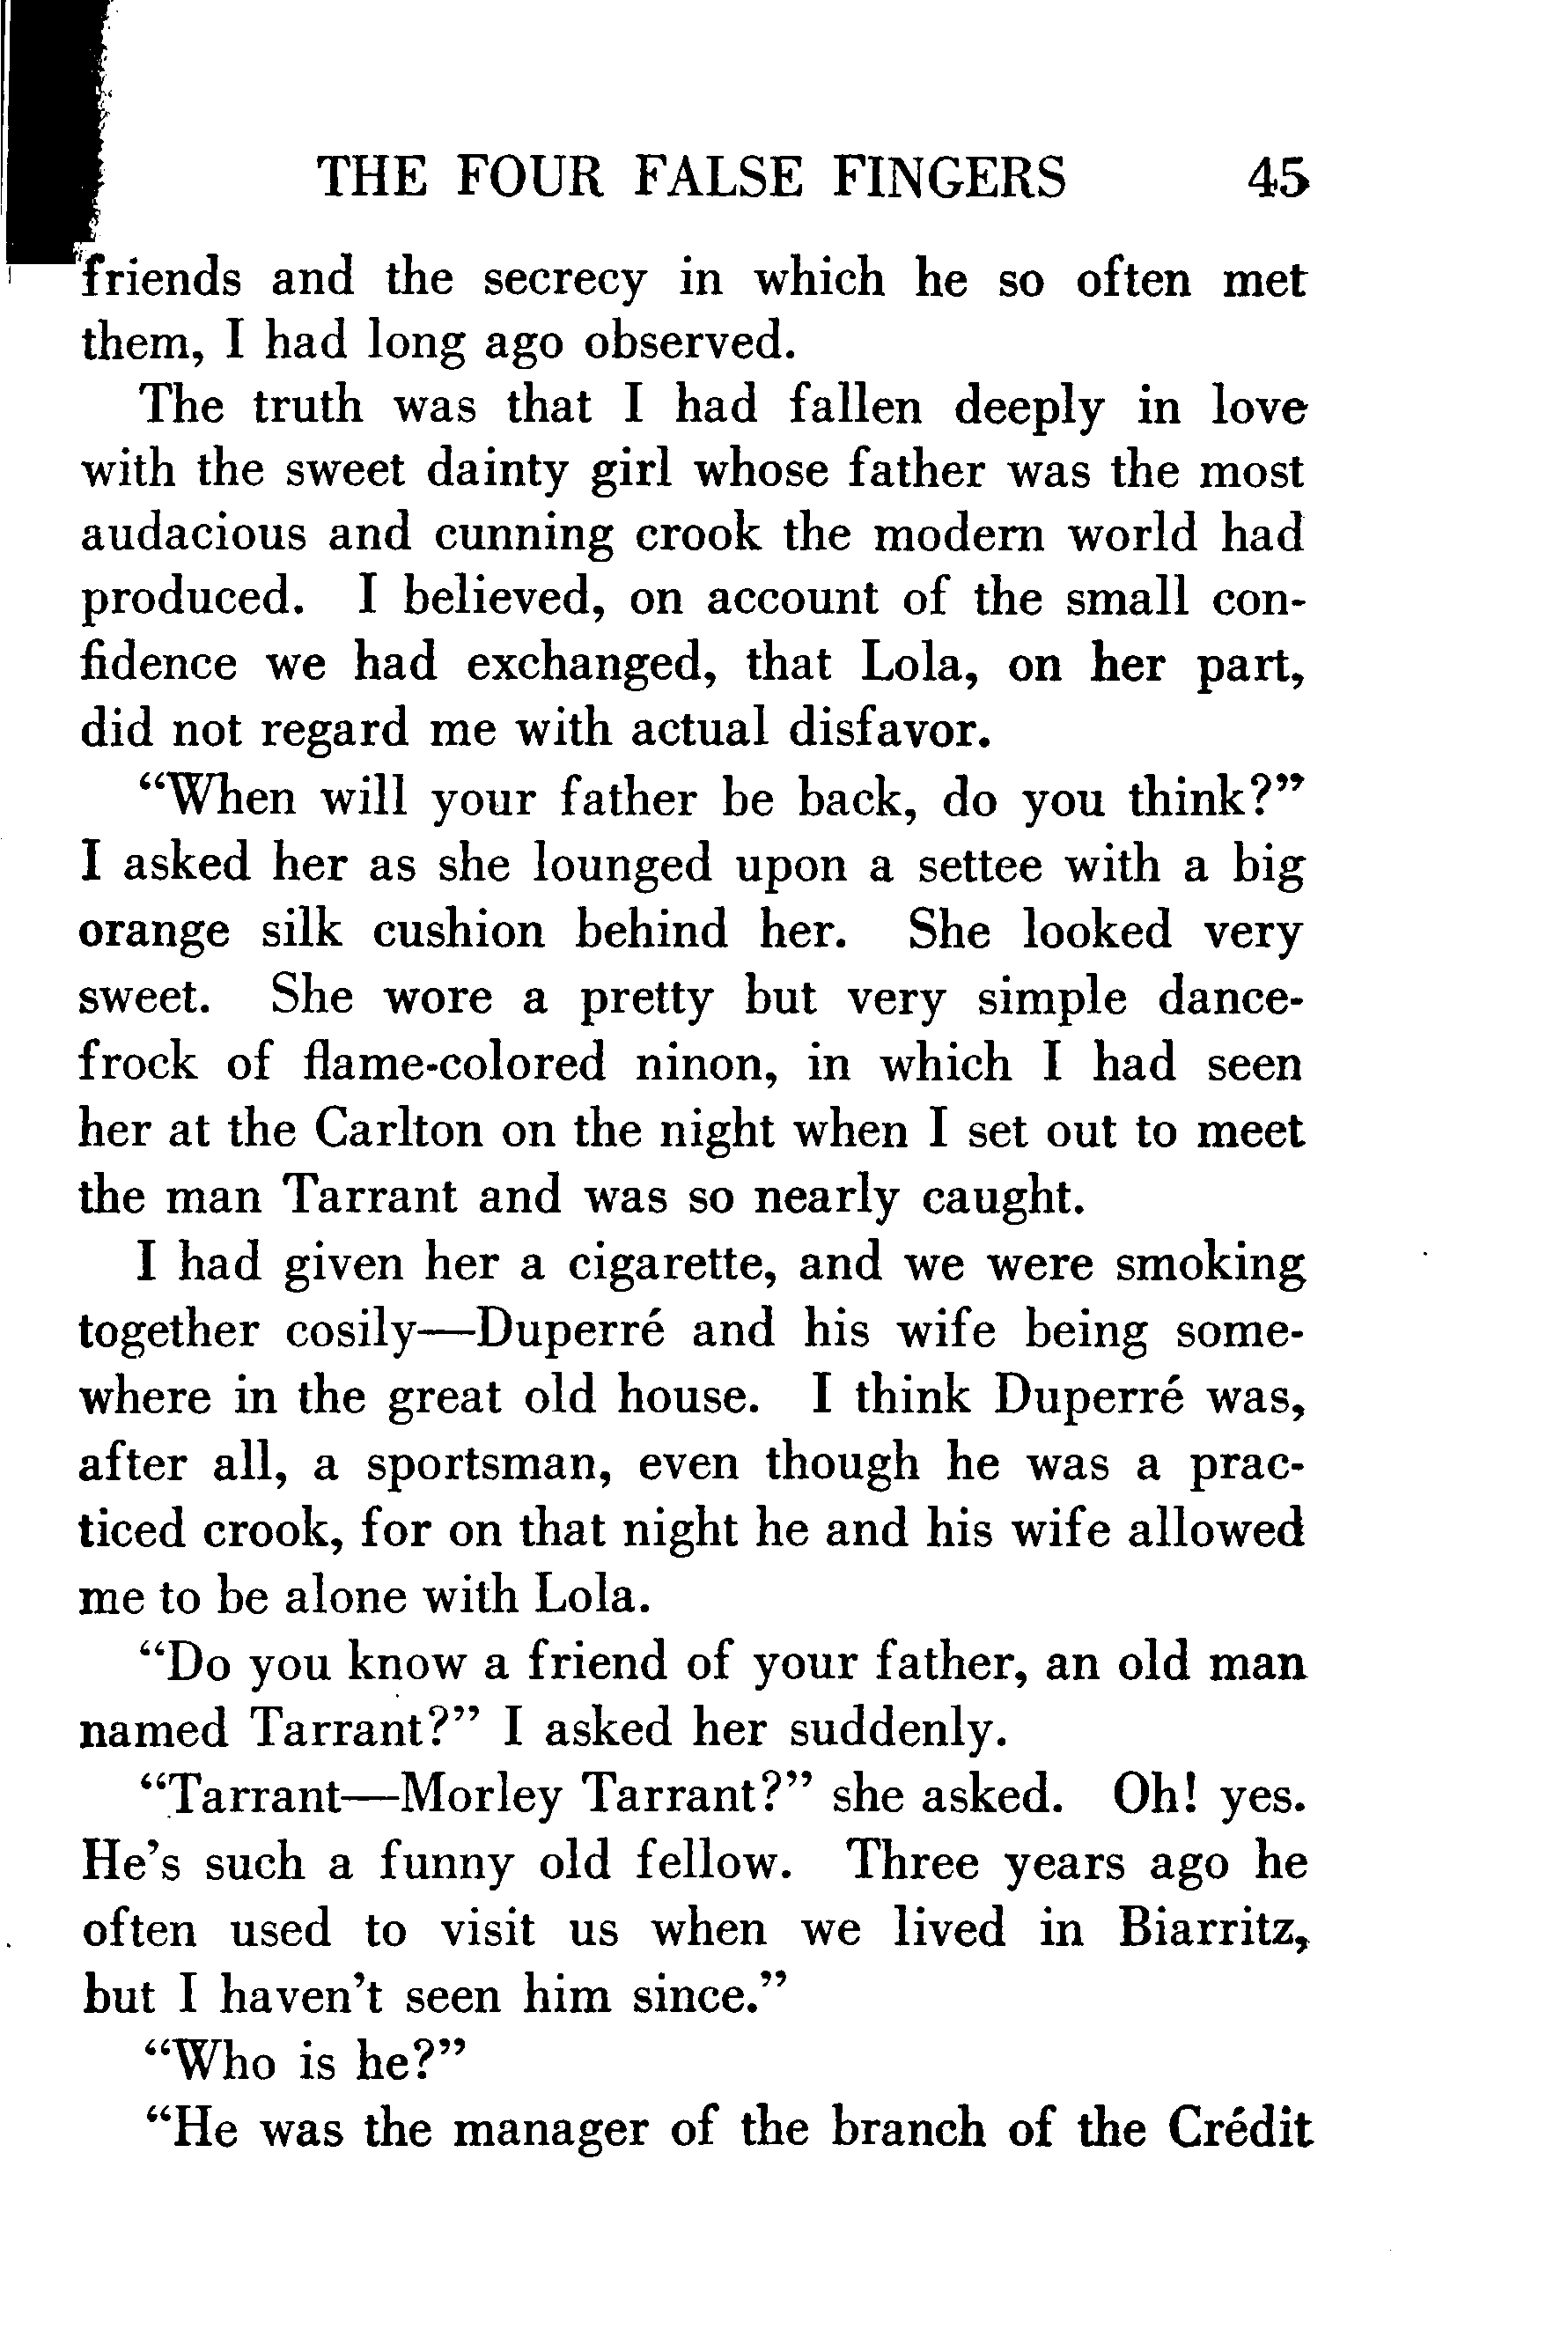 THE FOUR FALSE FINGERS 45
friends and the secrecy in which he so often met
them, I had long ago observed.
The truth was that I had fallen deeply in love
with the sweet dainty girl whose father was the most
audacious and cunning crook the modern world had
produced. I believed, on account of the small con-
fidence we had exchanged, that Lola, on her part,
did not regard me with actual disfavor.
“When will your father be back, do you think?”
I asked her as she lounged upon a settee with a big
orange silk cushion behind her. She looked very
sweet. She wore a pretty but very simple dance-
frock of flame-colored ninon, in which I had seen
her at the Carlton on the night when I set out to meet
the man Tarrant and was so nearly caught.
I had given her a cigarette, and we were smoking
together cosily—Duperré and his wife being some-
where in the great old house. I think Duperré was,
after all, a sportsman, even though he was a prac-
ticed crook, for on that night he and his wife allowed
me to be alone with Lola.
“Do you know a friend of your father, an old man
named Tarrant?” I asked her suddenly.
“Tarrant—Morley Tarrant?” she asked. Oh! yes.
He’s such a funny old fellow. Three years ago he
often used to visit us when we lived in Biarritz,
but I haven’t seen him since.”
“Who is he?”
“He was the manager of the branch of the Crédit